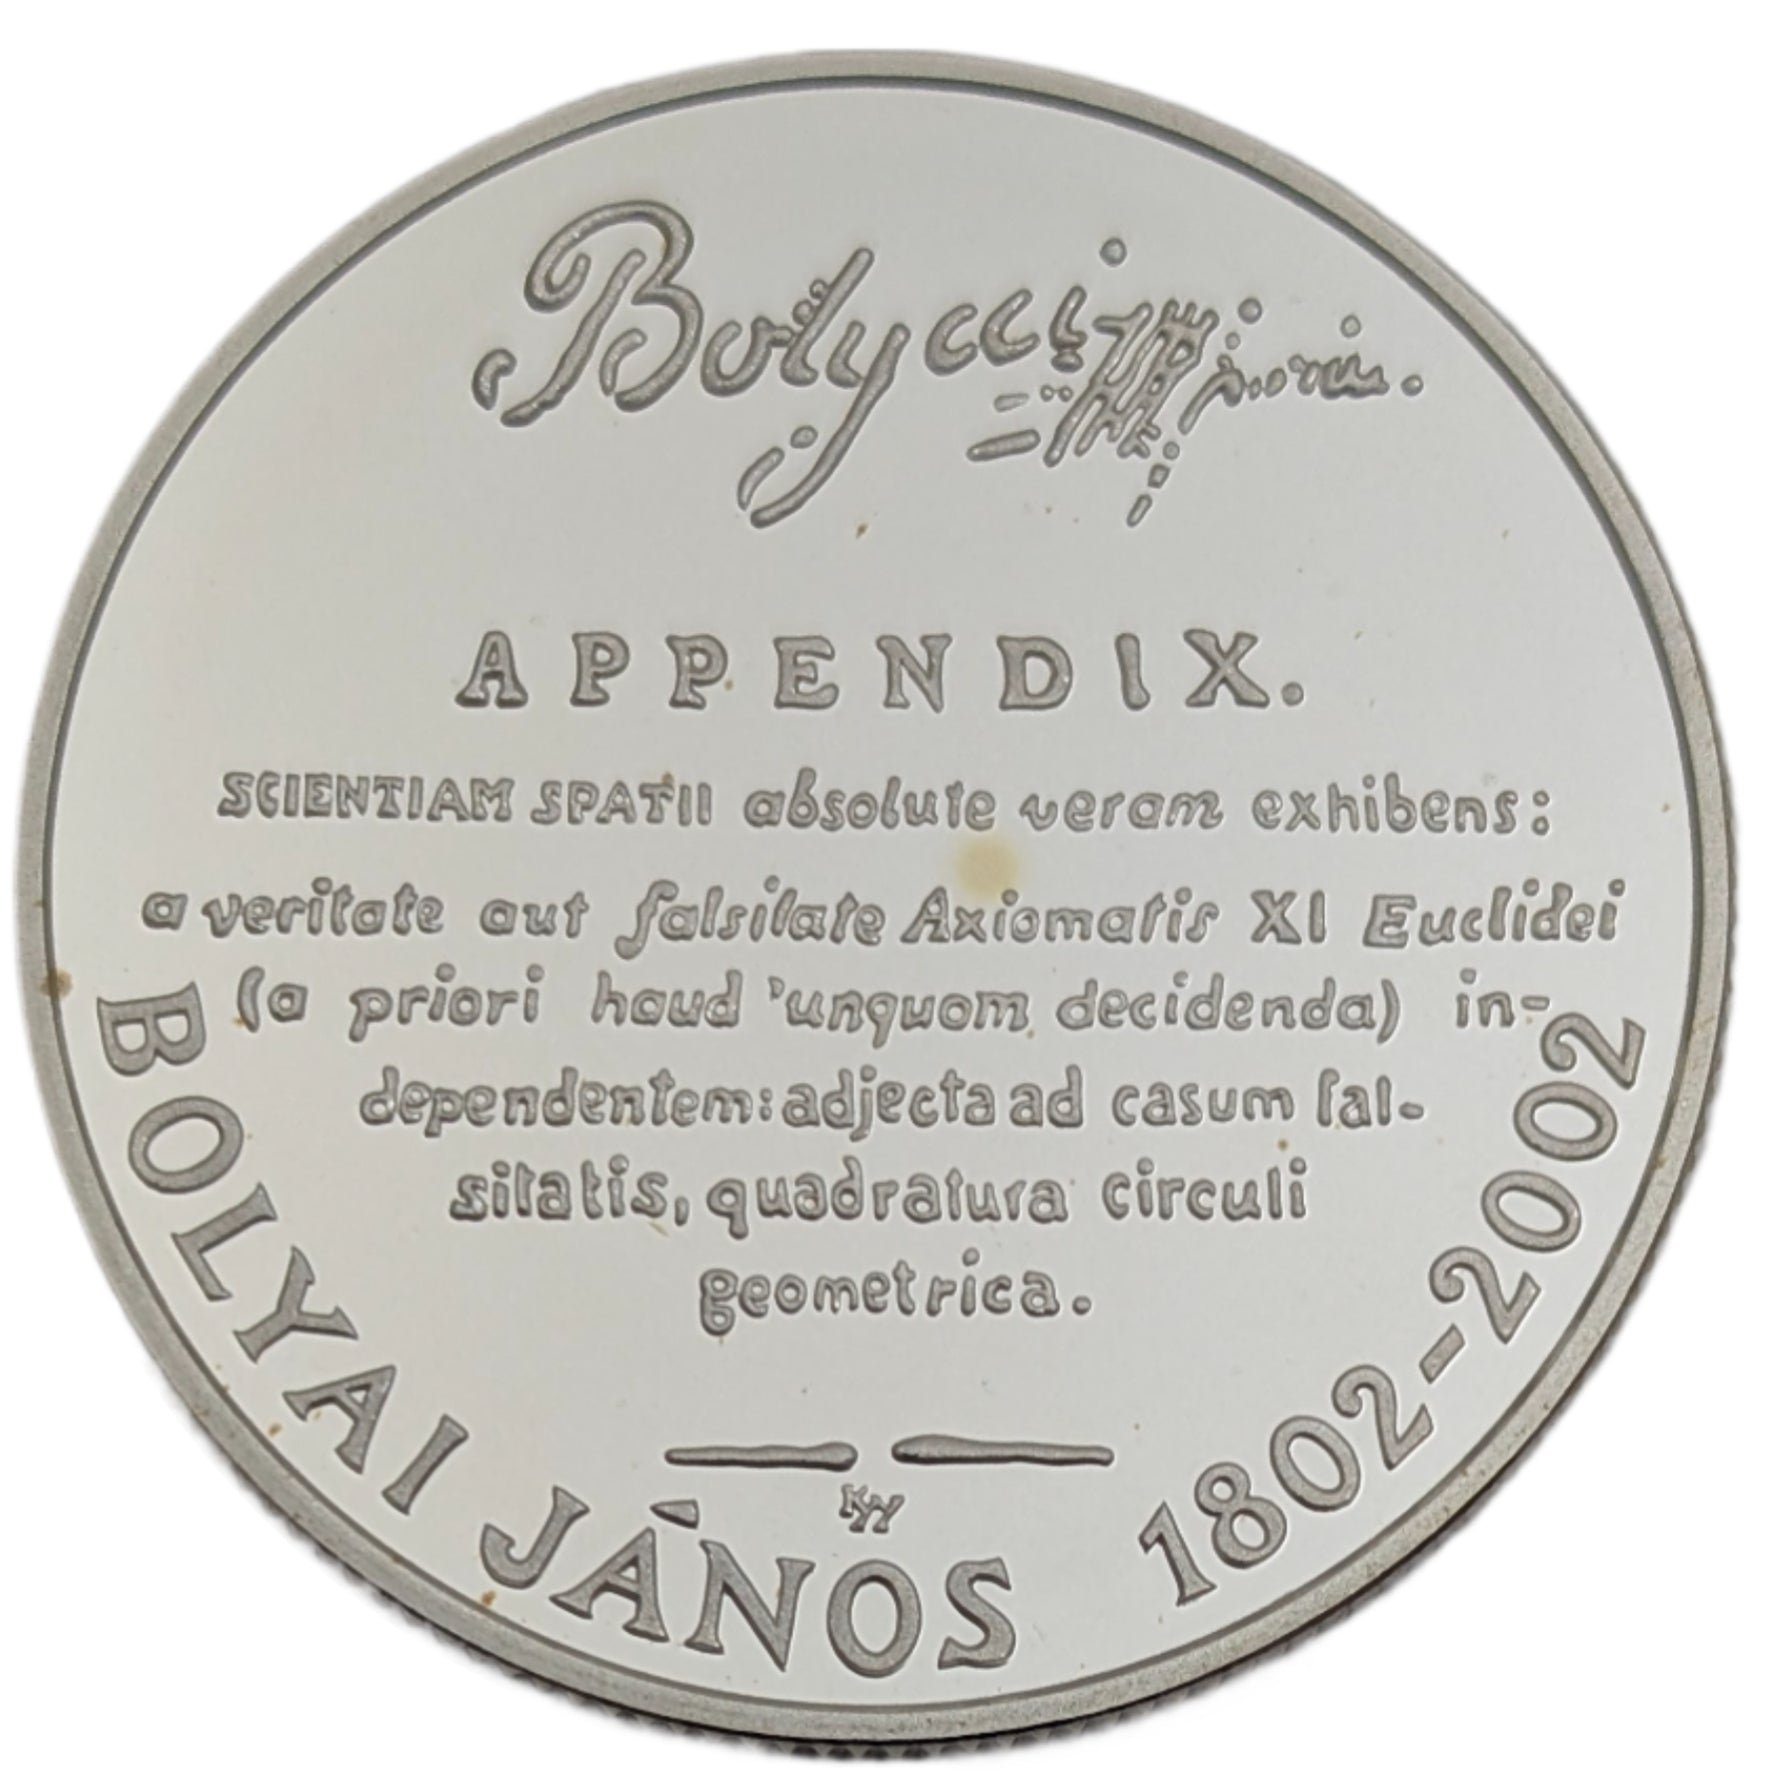 Bolyai
APPENDIX.
SCIENTIAM SPATII absolute veram exhibens:
a veritate aut falsitate Axiomatis XI Euclidei
(a priori haud 'unquom decidenda) in-
dependentem: adjecta ad casum fal-
sitatis, quadratura circuli
geometrica.
BOLYAI JÁNOS 1802-2002